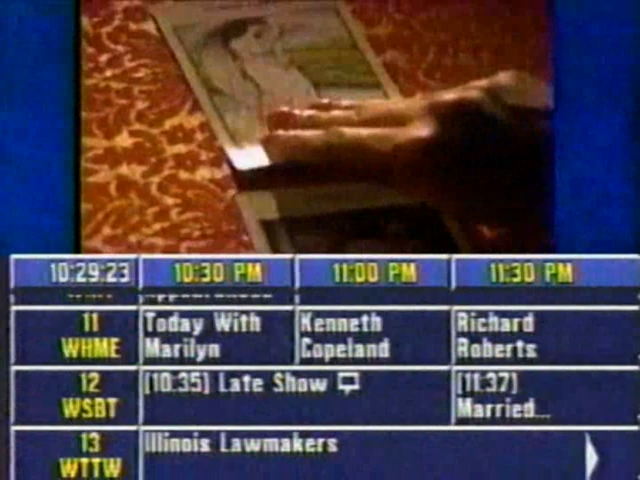 10:29:23 10:30 PM 11:00 PM 11:30 PM
11 Today With Kenneth Richard
WHME Marilyn Copeland Roberts
12 [10:35] Late Show [11:37]
WSBT Married...
13 Illinois Lawmakers
WTTW